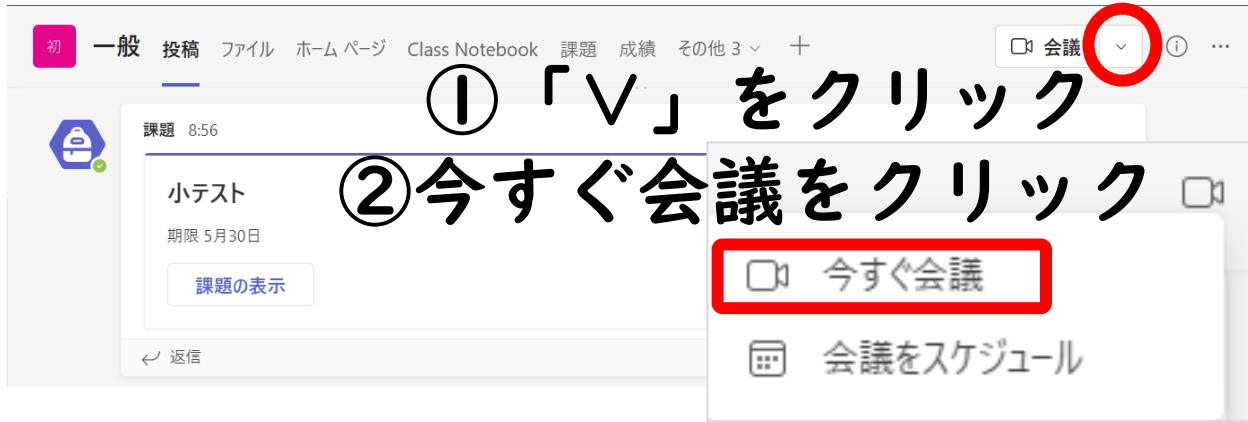 初 一般 投稿 ファイル ホーム ページ Class Notebook 課題 成績 その他 3 会議
①「∨」をクリック
課題 8:56
②今すぐ会議をクリック
小テスト
期限 5月30日
課題の表示
今すぐ会議
返信
会議をスケジュール